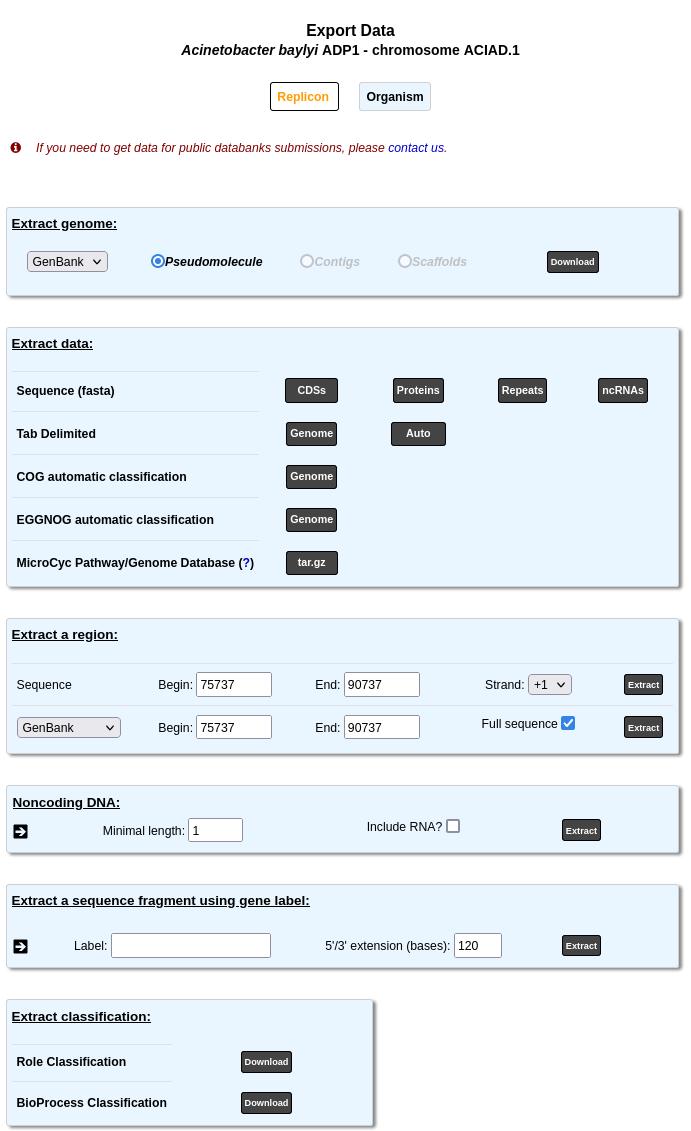 Export Data
Acinetobacter baylyi ADP1 - chromosome ACIAD.1
Replicon Organism
If you need to get data for public databanks submissions, please contact us.
Extract genome:
GenBank Pseudomolecule Contigs Scaffolds Download
Extract data:
Sequence (fasta) CDSs Proteins Repeats ncRNAs
Tab Delimited Genome Auto
COG automatic classification Genome
EGGNOG automatic classification Genome
MicroCyc Pathway/Genome Database (?) tar.gz
Extract a region:
Sequence Begin: 75737 End: 90737 Strand: +1 Extract
GenBank Begin: 75737 End: 90737 Full sequence Extract
Noncoding DNA:
Minimal length: 1 Include RNA? Extract
Extract a sequence fragment using gene label:
Label: 5'/3' extension (bases): 120 Extract
Extract classification:
Role Classification Download
BioProcess Classification Download